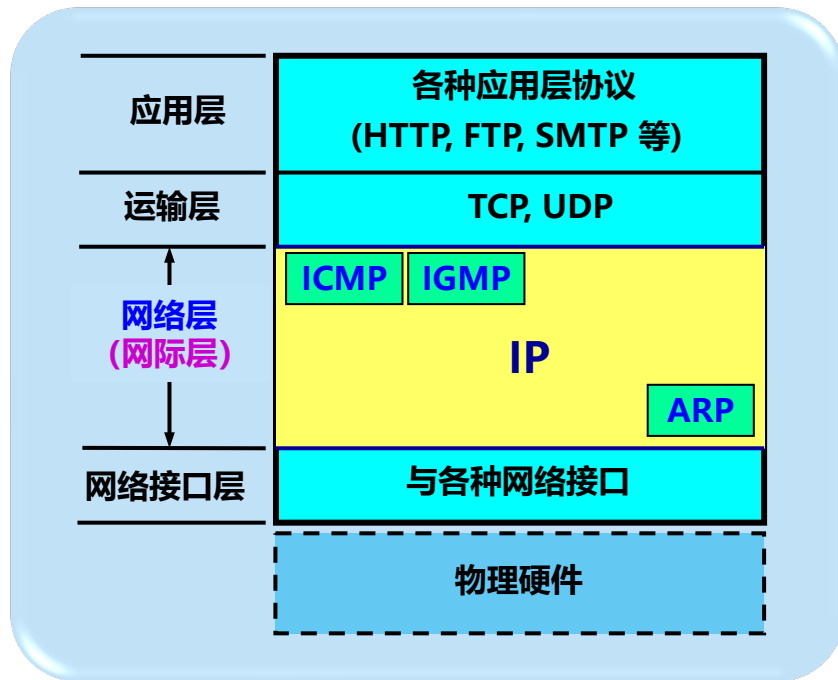 应用层
各种应用层协议
(HTTP, FTP, SMTP 等)
运输层
TCP, UDP
ICMP
IGMP
网络层
(网际层)
IP
ARP
网络接口层
与各种网络接口
物理硬件